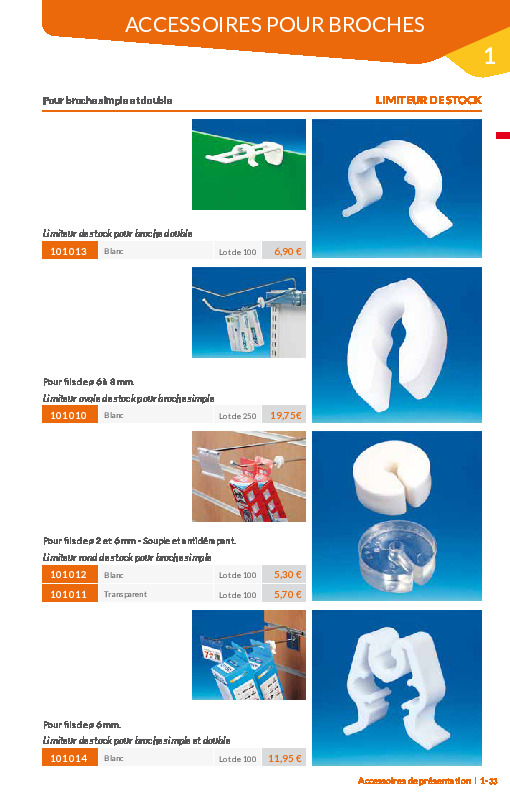 ACCESSOIRES POUR BROCHES
1
Pour broche simple et double LIMITEUR DE STOCK
Limiteur de stock pour broche double
101013 Blanc Lot de 100 6,90 €
Pour fils de ø 6 à 8 mm.
Limiteur ovale de stock pour broche simple
101010 Blanc Lot de 250 19,75€
Pour fils de ø 2 et 6 mm - Souple et antidérapant.
Limiteur rond de stock pour broche simple
101012 Blanc Lot de 100 5,30 €
101011 Transparent Lot de 100 5,70 €
Pour fils de ø 6 mm.
Limiteur de stock pour broche simple et double
101014 Blanc Lot de 100 11,95 €
Accessoires de présentation | 1-33